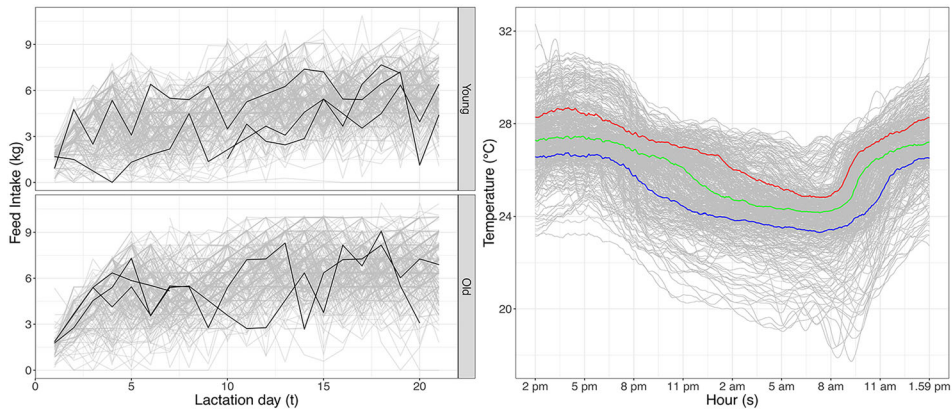 9
6
3
0
Young
9
6
3
0
Old
Feed Intake (kg)
0 5 10 15 20
Lactation day (t)
32
28
24
20
Temperature (°C)
2 pm 5 pm 8 pm 11 pm 2 am 5 am 8 am 11 am 1.59 pm
Hour (s)